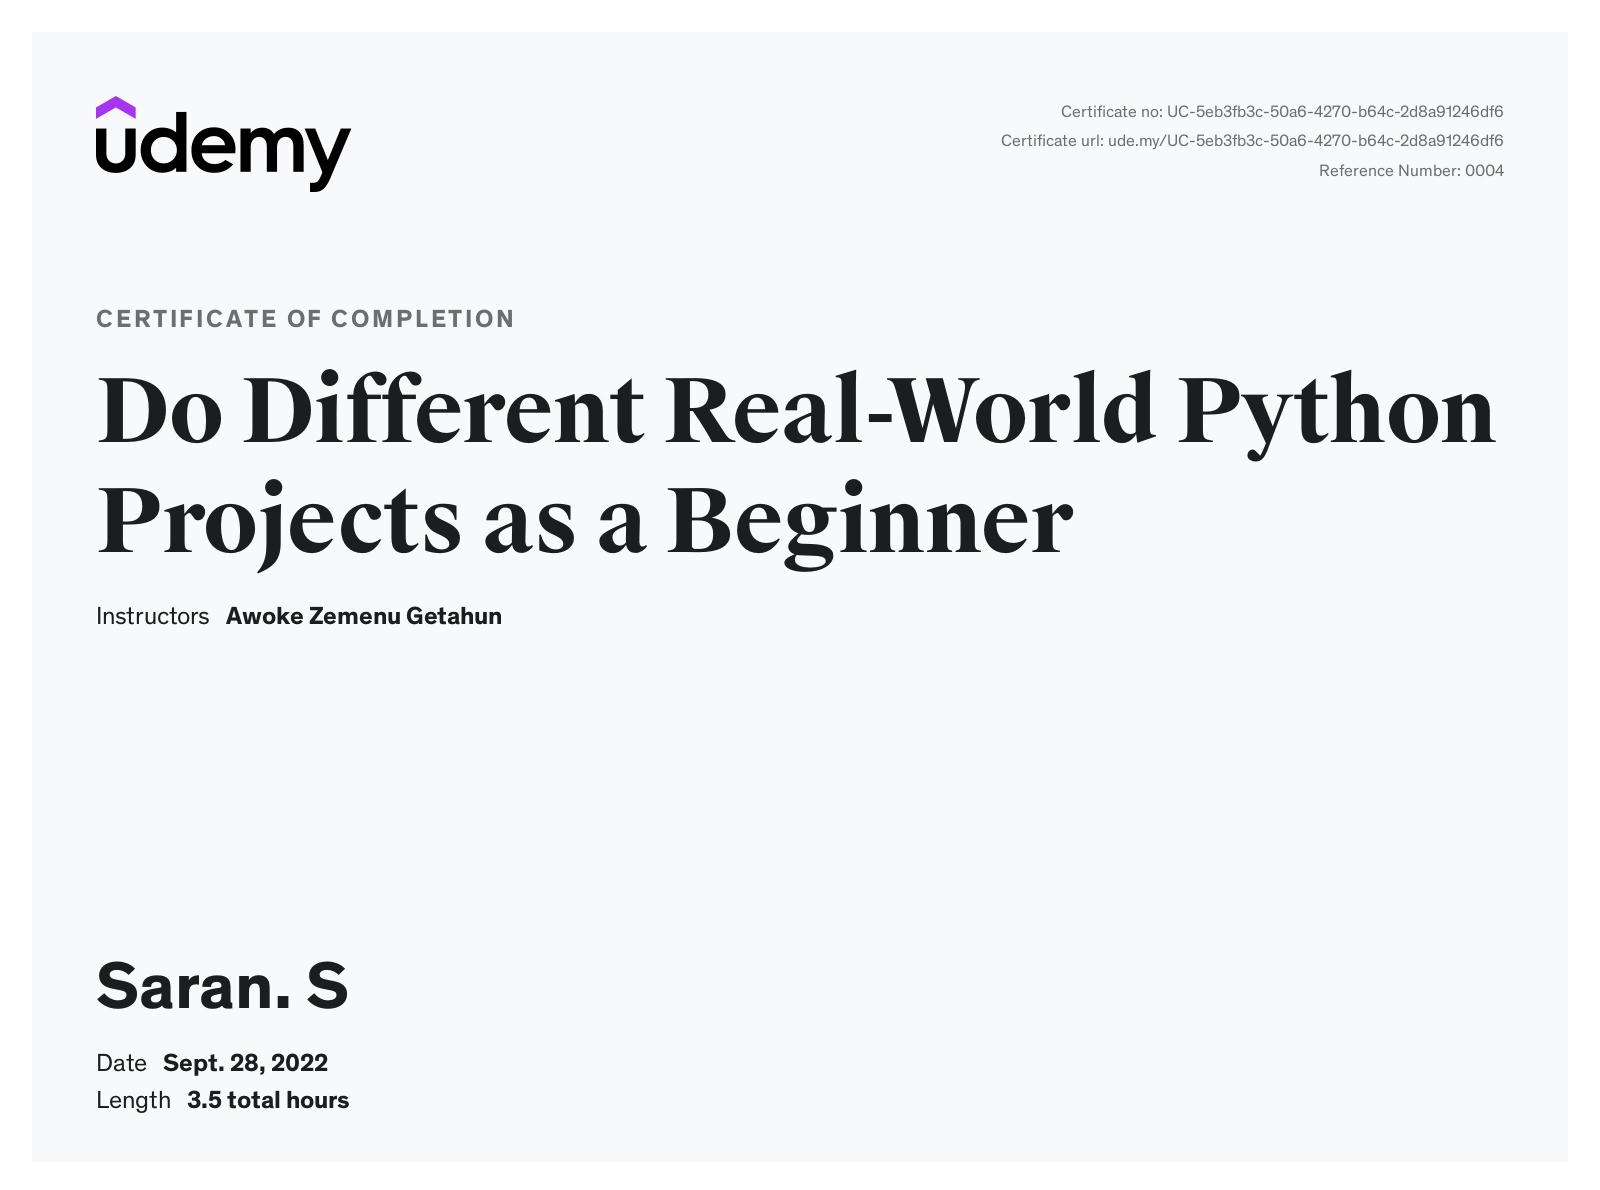 udemy
Certificate no: UC-5eb3fb3c-50a6-4270-b64c-2d8a91246df6
Certificate url: ude.my/UC-5eb3fb3c-50a6-4270-b64c-2d8a91246df6
Reference Number: 0004
CERTIFICATE OF COMPLETION
Do Different Real-World Python
Projects as a Beginner
Instructors Awoke Zemenu Getahun
Saran. S
Date Sept. 28, 2022
Length 3.5 total hours